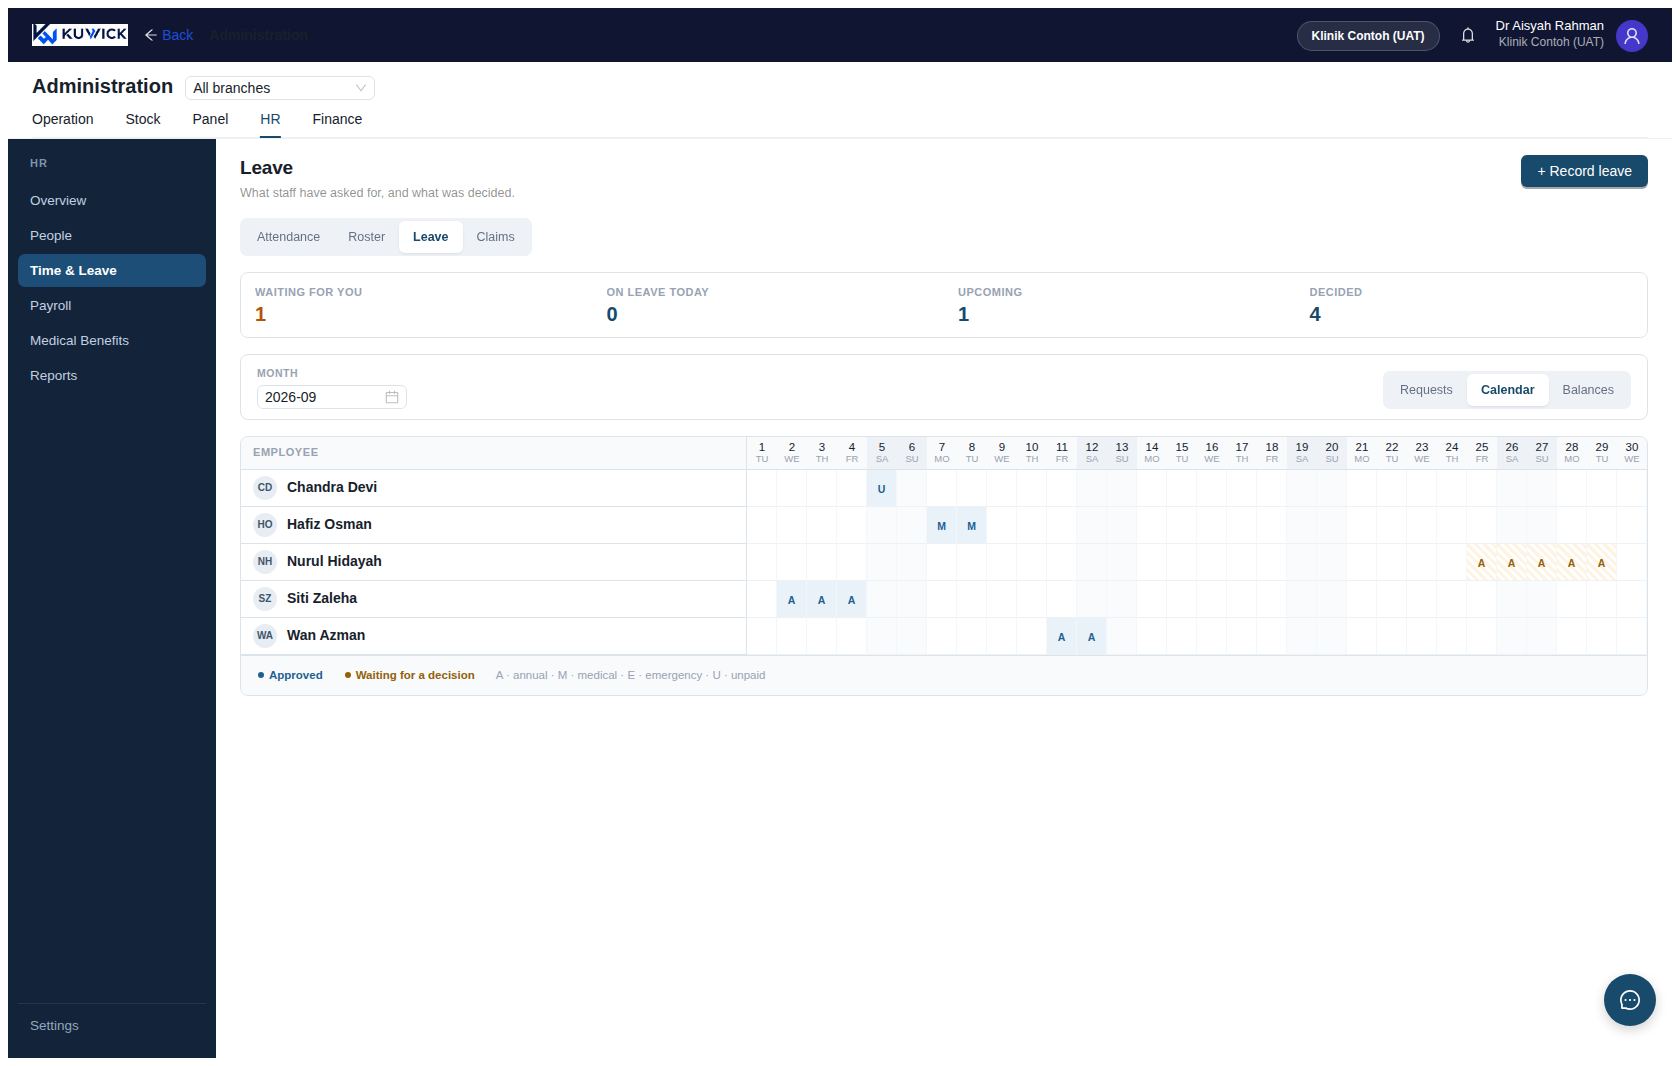 KUWICK
Back
Administration
Klinik Contoh (UAT)
Dr Aisyah Rahman
Klinik Contoh (UAT)
Administration
All branches
Operation
Stock
Panel
HR
Finance
HR
Overview
People
Time & Leave
Payroll
Medical Benefits
Reports
Settings
Leave
What staff have asked for, and what was decided.
+ Record leave
Attendance
Roster
Leave
Claims
WAITING FOR YOU
1
ON LEAVE TODAY
0
UPCOMING
1
DECIDED
4
MONTH
2026-09
Requests
Calendar
Balances
EMPLOYEE
1 2 3 4 5 6 7 8 9 10 11 12 13 14 15 16 17 18 19 20 21 22 23 24 25 26 27 28 29 30
TU WE TH FR SA SU MO TU WE TH FR SA SU MO TU WE TH FR SA SU MO TU WE TH FR SA SU MO TU WE
CD Chandra Devi U
HO Hafiz Osman M M
NH Nurul Hidayah A A A A A
SZ Siti Zaleha A A A
WA Wan Azman A A
Approved
Waiting for a decision
A · annual · M · medical · E · emergency · U · unpaid